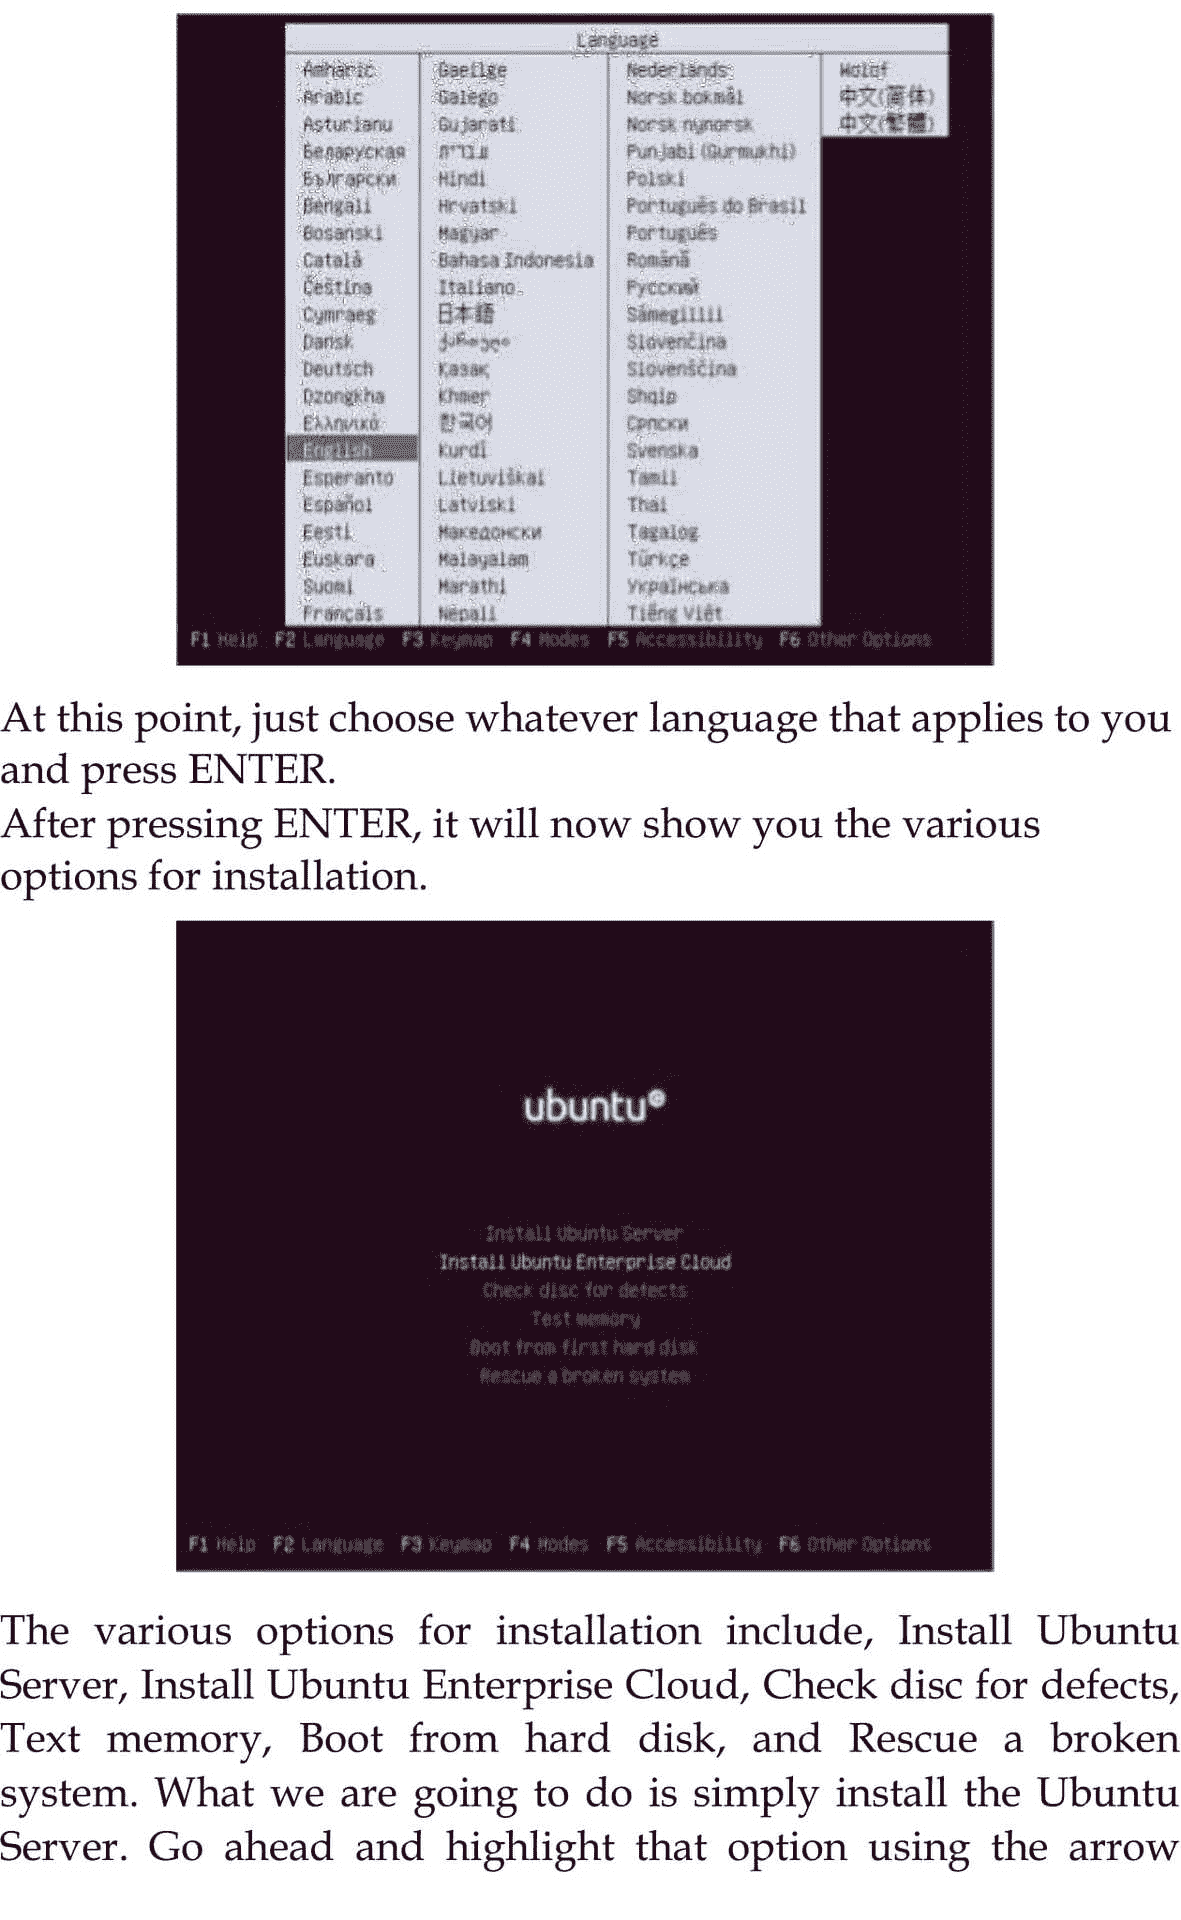 Language
Amharic
Arabic
Asturianu
Беларуская
Български
Bengali
Bosanski
Català
Čeština
Cymraeg
Dansk
Deutsch
Dzongkha
Ελληνικά
English
Esperanto
Español
Eesti
Euskara
Suomi
Français
Gaeilge
Galego
Gujarati
עברית
Hindi
Hrvatski
Magyar
Bahasa Indonesia
Italiano
日本語
ქართული
Қазақ
Khmer
한국어
Kurdî
Lietuviškai
Latviski
Македонски
Malayalam
Marathi
Nepali
Nederlands
Norsk bokmål
Norsk nynorsk
Punjabi (Gurmukhi)
Polski
Português do Brasil
Português
Română
Русский
Sámegillii
Slovenčina
Slovenščina
Shqip
Српски
Svenska
Tamil
Thai
Tagalog
Türkçe
Українська
Tiếng Việt
Wolof
中文(简体)
中文(繁體)
F1 Help F2 Language F3 Keymap F4 Modes F5 Accessibility F6 Other Options
At this point, just choose whatever language that applies to you
and press ENTER.
After pressing ENTER, it will now show you the various
options for installation.
ubuntu
Install Ubuntu Server
Install Ubuntu Enterprise Cloud
Check disc for defects
Test memory
Boot from first hard disk
Rescue a broken system
F1 Help F2 Language F3 Keymap F4 Modes F5 Accessibility F6 Other Options
The various options for installation include, Install Ubuntu
Server, Install Ubuntu Enterprise Cloud, Check disc for defects,
Text memory, Boot from hard disk, and Rescue a broken
system. What we are going to do is simply install the Ubuntu
Server. Go ahead and highlight that option using the arrow